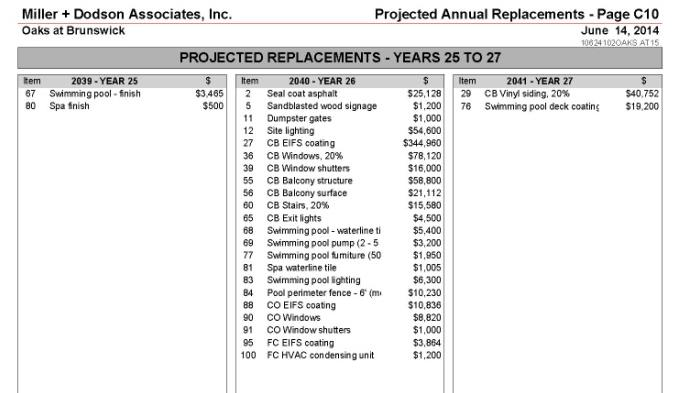 Miller + Dodson Associates, Inc. Projected Annual Replacements - Page C10
Oaks at Brunswick June 14, 2014
10624102OAKS AT15
PROJECTED REPLACEMENTS - YEARS 25 TO 27
Item 2039 - YEAR 25 $
67 Swimming pool - finish $3,465
80 Spa finish $500
Item 2040 - YEAR 26 $
2 Seal coat asphalt $25,128
5 Sandblasted wood signage $1,200
11 Dumpster gates $1,000
12 Site lighting $54,600
27 CB EIFS coating $344,960
36 CB Windows, 20% $78,120
39 CB Window shutters $16,000
55 CB Balcony structure $58,800
56 CB Balcony surface $21,112
60 CB Stairs, 20% $15,580
65 CB Exit lights $4,500
68 Swimming pool - waterline ti $5,400
69 Swimming pool pump (2 - 5 $3,200
77 Swimming pool furniture (50 $1,950
81 Spa waterline tile $1,005
83 Swimming pool lighting $6,300
84 Pool perimeter fence - 6' (m $10,230
88 CO EIFS coating $10,836
90 CO Windows $8,820
91 CO Window shutters $1,000
95 FC EIFS coating $3,864
100 FC HVAC condensing unit $1,200
Item 2041 - YEAR 27 $
29 CB Vinyl siding, 20% $40,752
76 Swimming pool deck coating $19,200